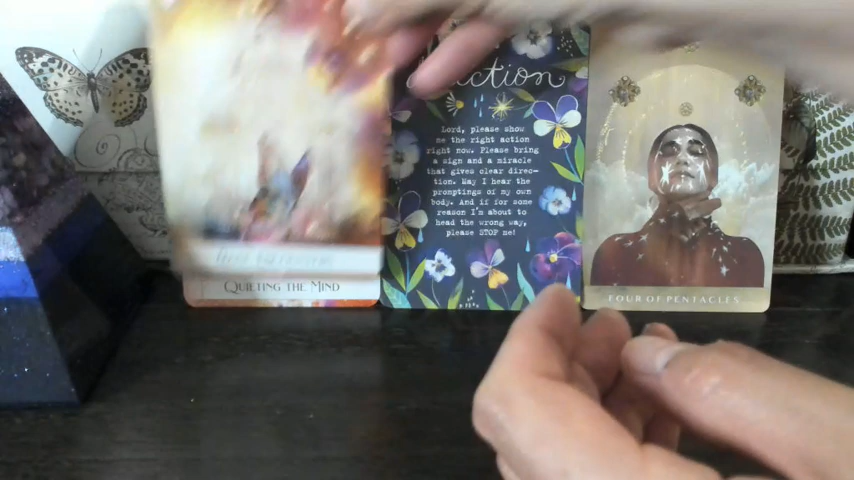 Action
Lord, please show
me the right action
right now. Please bring
a sign and a miracle
that gives clear direc-
tion. May I hear the
promptings of my own
body. And if for some
reason I'm about to
head the wrong way,
please STOP me!
QUIETING THE MIND
FOUR OF PENTACLES